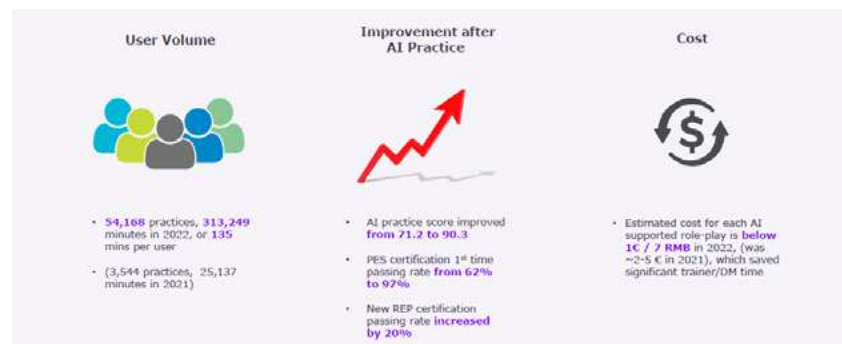 User Volume
Improvement after
AI Practice
Cost
$
• 54,168 practices, 313,249
minutes in 2022, or 135
mins per user
• (3,544 practices, 25,137
minutes in 2021)
• AI practice score improved
from 71.2 to 90.3
• PES certification 1st time
passing rate from 62%
to 97%
• New REP certification
passing rate increased
by 20%
• Estimated cost for each AI
supported role-play is below
1€ / 7 RMB in 2022, (was
~2-5 € in 2021), which saved
significant trainer/DM time